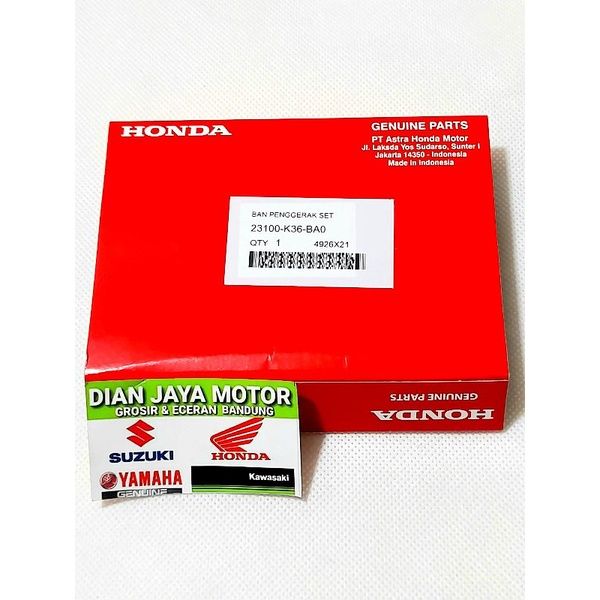 HONDA
GENUINE PARTS
PT Astra Honda Motor
Jl. Laksda Yos Sudarso, Sunter I
Jakarta 14350 - Indonesia
Made in Indonesia
BAN PENGGERAK SET
23100-K36-BA0
QTY 1 4926X21
HONDA
GENUINE PARTS
DIAN JAYA MOTOR
GROSIR & ECERAN BANDUNG
SUZUKI
HONDA
YAMAHA
GENUINE
Kawasaki